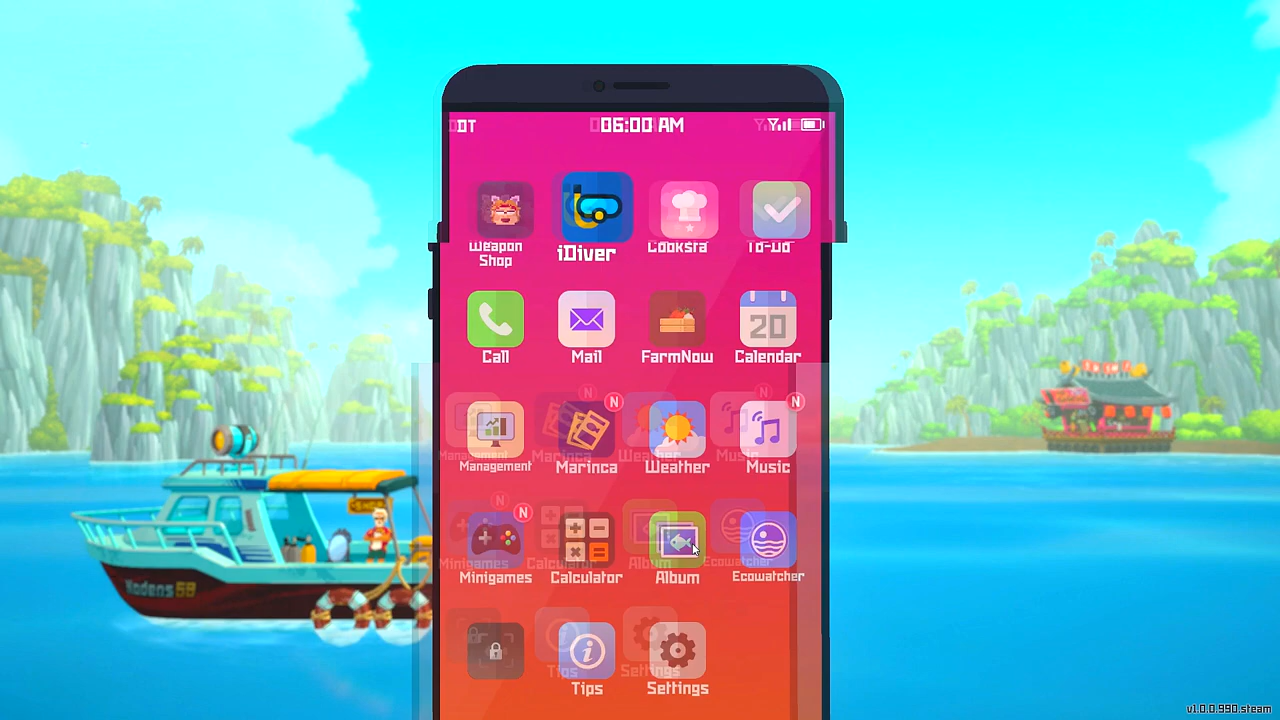 DT
06:00 AM
Weapon Shop
iDiver
Cooksta
To-Do
Call
Mail
FarmNow
20
Calendar
Management
N
Marinca
Weather
N
Music
N
Minigames
Calculator
Album
Ecowatcher
Tips
Settings
v1.0.0.990.steam